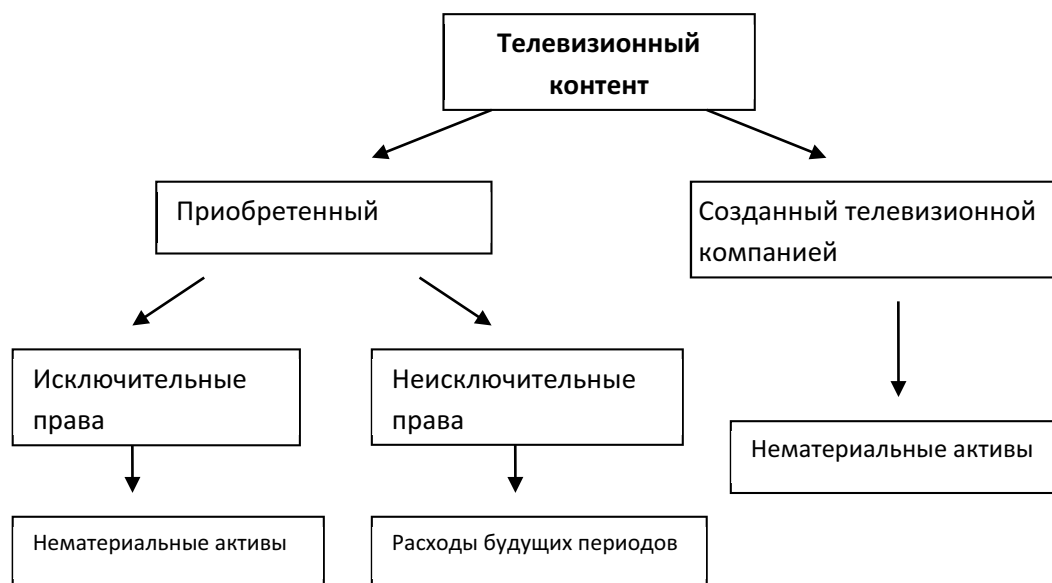 Телевизионный
контент
Приобретенный
Созданный телевизионной
компанией
Исключительные
права
Неисключительные
права
Нематериальные активы
Нематериальные активы
Расходы будущих периодов